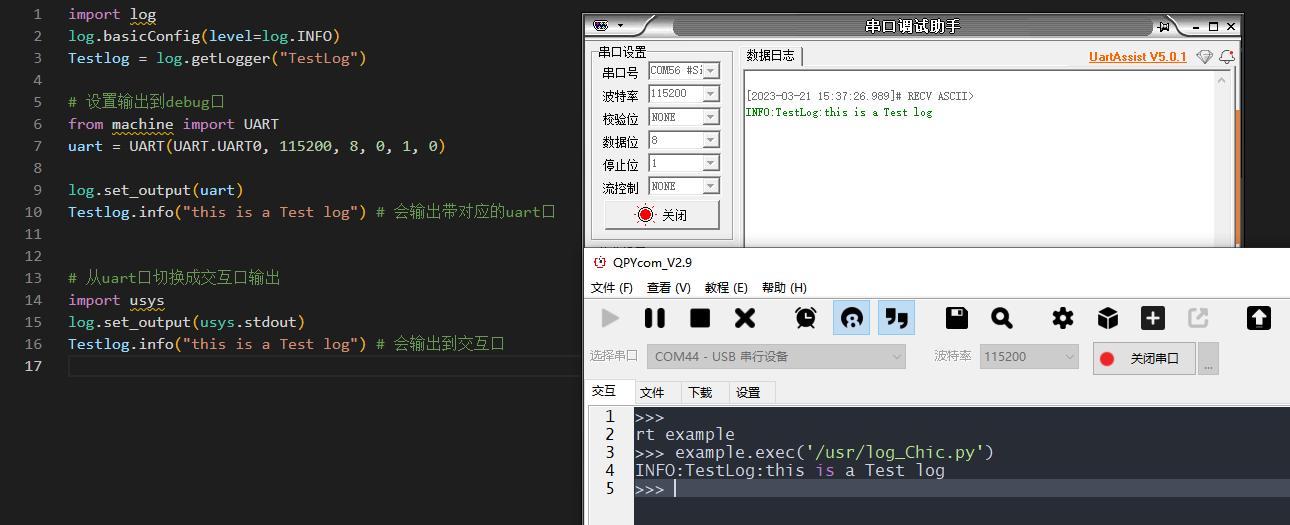 1 import log
2 log.basicConfig(level=log.INFO)
3 Testlog = log.getLogger("TestLog")
4
5 # 设置输出到debug口
6 from machine import UART
7 uart = UART(UART.UART0, 115200, 8, 0, 1, 0)
8
9 log.set_output(uart)
10 Testlog.info("this is a Test log") # 会输出带对应的uart口
11
12
13 # 从uart口切换成交互口输出
14 import usys
15 log.set_output(usys.stdout)
16 Testlog.info("this is a Test log") # 会输出到交互口
17
串口调试助手
串口设置
串口号 COM56 #Si
波特率 115200
校验位 NONE
数据位 8
停止位 1
流控制 NONE
关闭
数据日志
UartAssist V5.0.1
[2023-03-21 15:37:26.989]# RECV ASCII>
INFO:TestLog:this is a Test log
QPYcom_V2.9
文件 (F) 查看 (V) 教程 (E) 帮助 (H)
选择串口 COM44 - USB 串行设备 波特率 115200 关闭串口 ...
交互 文件 下载 设置
1 >>>
2 rt example
3 >>> example.exec('/usr/log_Chic.py')
4 INFO:TestLog:this is a Test log
5 >>>